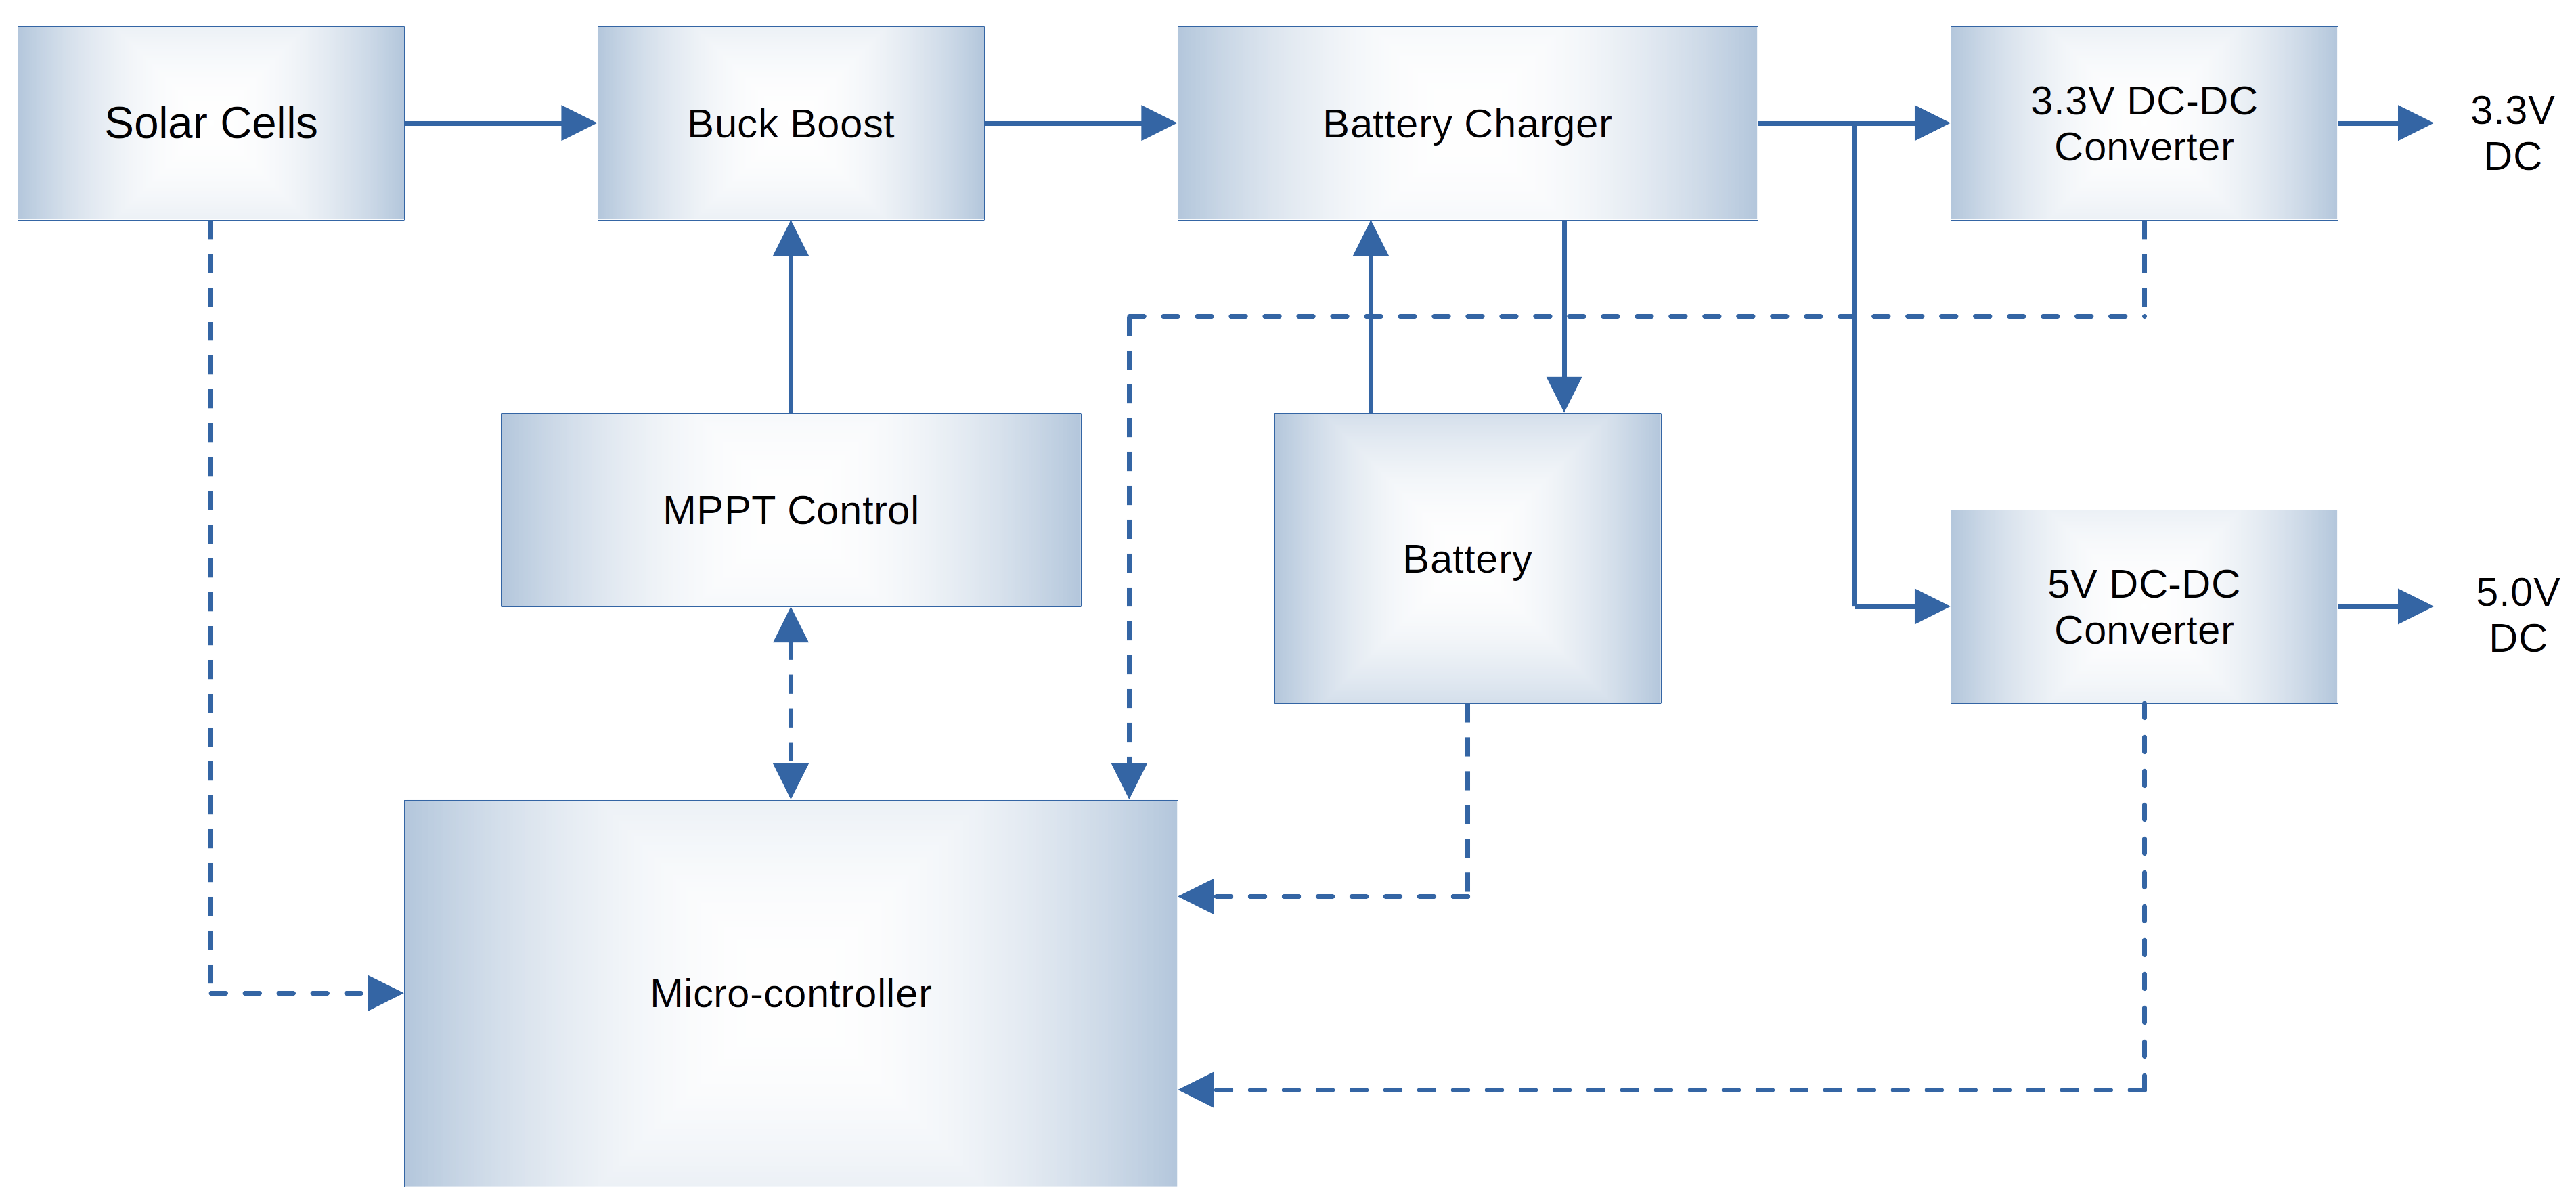 Solar Cells
Buck Boost
Battery Charger
3.3V DC-DC
Converter
3.3V
DC
MPPT Control
Battery
5V DC-DC
Converter
5.0V
DC
Micro-controller